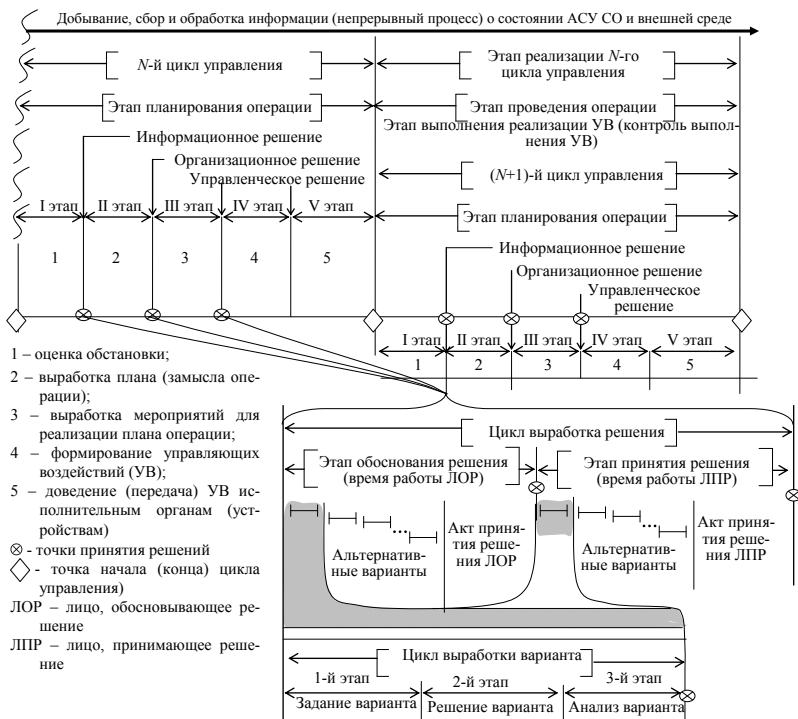 Добывание, сбор и обработка информации (непрерывный процесс) о состоянии АСУ СО и внешней среде
N-й цикл управления
Этап реализации N-го
цикла управления
Этап планирования операции
Этап проведения операции
Этап выполнения реализации УВ (контроль выпол-
нения УВ)
Информационное решение
Организационное решение
Управленческое решение
(N+1)-й цикл управления
I этап
II этап
III этап
IV этап
V этап
Этап планирования операции
1
2
3
4
5
Информационное решение
Организационное решение
Управленческое
решение
I этап
II этап
III этап
IV этап
V этап
1
2
3
4
5
1 – оценка обстановки;
2 – выработка плана (замысла опе-
рации);
3 – выработка мероприятий для
реализации плана операции;
4 – формирование управляющих
воздействий (УВ);
5 – доведение (передача) УВ ис-
полнительным органам (уст-
ройствам)
⊗ - точки принятия решений
◇ - точка начала (конца) цикла
управления)
ЛОР – лицо, обосновывающее ре-
шение
ЛПР – лицо, принимающее реше-
ние
Цикл выработка решения
Этап обоснования решения
(время работы ЛОР)
Этап принятия решения
(время работы ЛПР)
...
Альтернатив-
ные варианты
Акт приня-
тия реше-
ния ЛОР
...
Альтернатив-
ные варианты
Акт приня-
тия реше-
ния ЛПР
Цикл выработки варианта
1-й этап
2-й этап
3-й этап
Задание варианта
Решение варианта
Анализ варианта